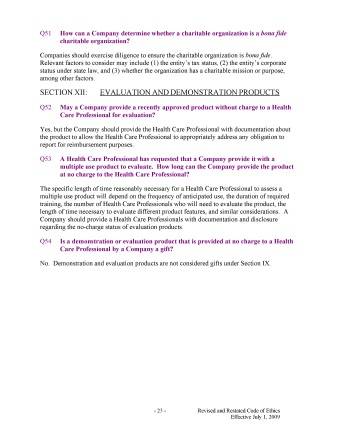 Q51 How can a Company determine whether a charitable organization is a bona fide
charitable organization?
Companies should exercise diligence to ensure the charitable organization is bona fide.
Relevant factors to consider may include (1) the entity's tax status, (2) the entity's corporate
status under state law, and (3) whether the organization has a charitable mission or purpose,
among other factors.
SECTION XII: EVALUATION AND DEMONSTRATION PRODUCTS
Q52 May a Company provide a recently approved product without charge to a Health
Care Professional for evaluation?
Yes, but the Company should provide the Health Care Professional with documentation about
the product to allow the Health Care Professional to appropriately address any obligation to
report for reimbursement purposes.
Q53 A Health Care Professional has requested that a Company provide it with a
multiple use product to evaluate. How long can the Company provide the product
at no charge to the Health Care Professional?
The specific length of time reasonably necessary for a Health Care Professional to assess a
multiple use product will depend on the frequency of anticipated use, the duration of required
training, the number of Health Care Professionals who will need to evaluate the product, the
length of time necessary to evaluate different product features, and similar considerations. A
Company should provide a Health Care Professionals with documentation and disclosure
regarding the no-charge status of evaluation products.
Q54 Is a demonstration or evaluation product that is provided at no charge to a Health
Care Professional by a Company a gift?
No. Demonstration and evaluation products are not considered gifts under Section IX.
- 23 - Revised and Restated Code of Ethics
Effective July 1, 2009